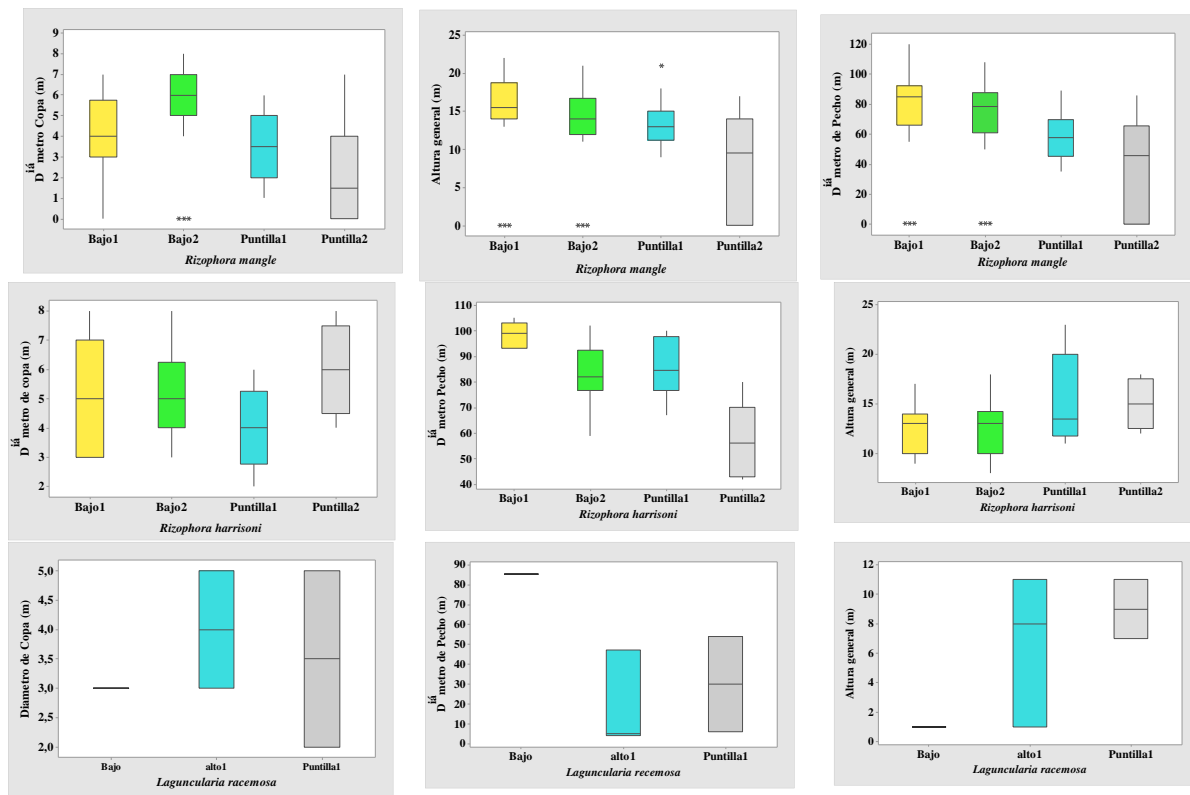 9
8
7
6
5
4
3
2
1
0
Diámetro Copa (m)
***
Bajo1 Bajo2 Puntilla1 Puntilla2
Rizophora mangle
25
20
15
10
5
0
Altura general (m)
*
*** ***
Bajo1 Bajo2 Puntilla1 Puntilla2
Rizophora mangle
120
100
80
60
40
20
0
Diámetro de Pecho (m)
*** ***
Bajo1 Bajo2 Puntilla1 Puntilla2
Rizophora mangle
8
7
6
5
4
3
2
Diámetro de copa (m)
Bajo1 Bajo2 Puntilla1 Puntilla2
Rizophora harrisoni
110
100
90
80
70
60
50
40
Diámetro Pecho (m)
Bajo1 Bajo2 Puntilla1 Puntilla2
Rizophora harrisoni
25
20
15
10
Altura general (m)
Bajo1 Bajo2 Puntilla1 Puntilla2
Rizophora harrisoni
5,0
4,5
4,0
3,5
3,0
2,5
2,0
Diametro de Copa (m)
Bajo alto1 Puntilla1
Laguncularia racemosa
90
80
70
60
50
40
30
20
10
0
Diámetro de Pecho (m)
Bajo alto1 Puntilla1
Laguncularia recemosa
12
10
8
6
4
2
0
Altura general (m)
Bajo alto1 Puntilla1
Laguncularia racemosa